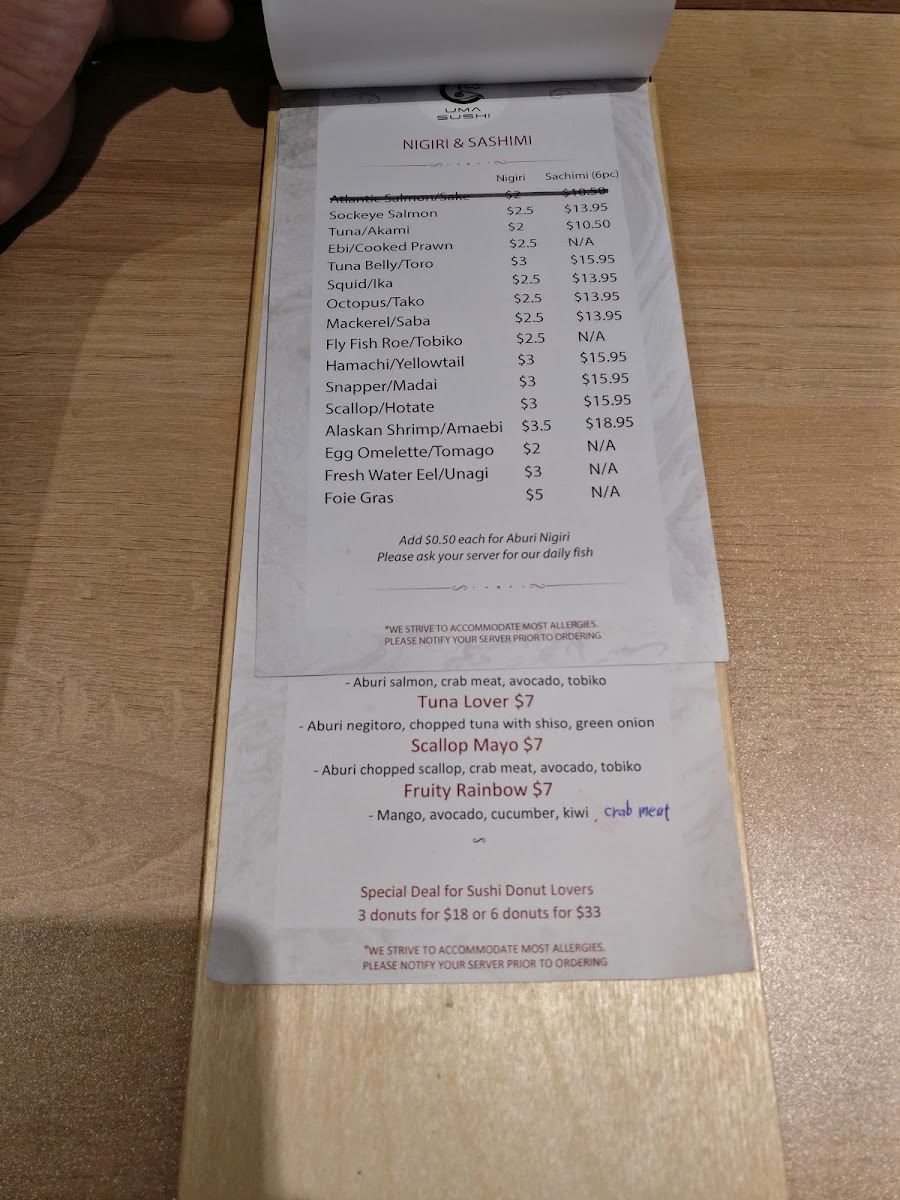 UMA
SUSHI
NIGIRI & SASHIMI
Nigiri Sachimi (6pc)
Atlantic Salmon/Sake $2 $10.50
Sockeye Salmon $2.5 $13.95
Tuna/Akami $2 $10.50
Ebi/Cooked Prawn $2.5 N/A
Tuna Belly/Toro $3 $15.95
Squid/Ika $2.5 $13.95
Octopus/Tako $2.5 $13.95
Mackerel/Saba $2.5 $13.95
Fly Fish Roe/Tobiko $2.5 N/A
Hamachi/Yellowtail $3 $15.95
Snapper/Madai $3 $15.95
Scallop/Hotate $3 $15.95
Alaskan Shrimp/Amaebi $3.5 $18.95
Egg Omelette/Tomago $2 N/A
Fresh Water Eel/Unagi $3 N/A
Foie Gras $5 N/A
Add $0.50 each for Aburi Nigiri
Please ask your server for our daily fish
*WE STRIVE TO ACCOMMODATE MOST ALLERGIES.
PLEASE NOTIFY YOUR SERVER PRIOR TO ORDERING
- Aburi salmon, crab meat, avocado, tobiko
Tuna Lover $7
- Aburi negitoro, chopped tuna with shiso, green onion
Scallop Mayo $7
- Aburi chopped scallop, crab meat, avocado, tobiko
Fruity Rainbow $7
- Mango, avocado, cucumber, kiwi , crab meat
Special Deal for Sushi Donut Lovers
3 donuts for $18 or 6 donuts for $33
*WE STRIVE TO ACCOMMODATE MOST ALLERGIES.
PLEASE NOTIFY YOUR SERVER PRIOR TO ORDERING